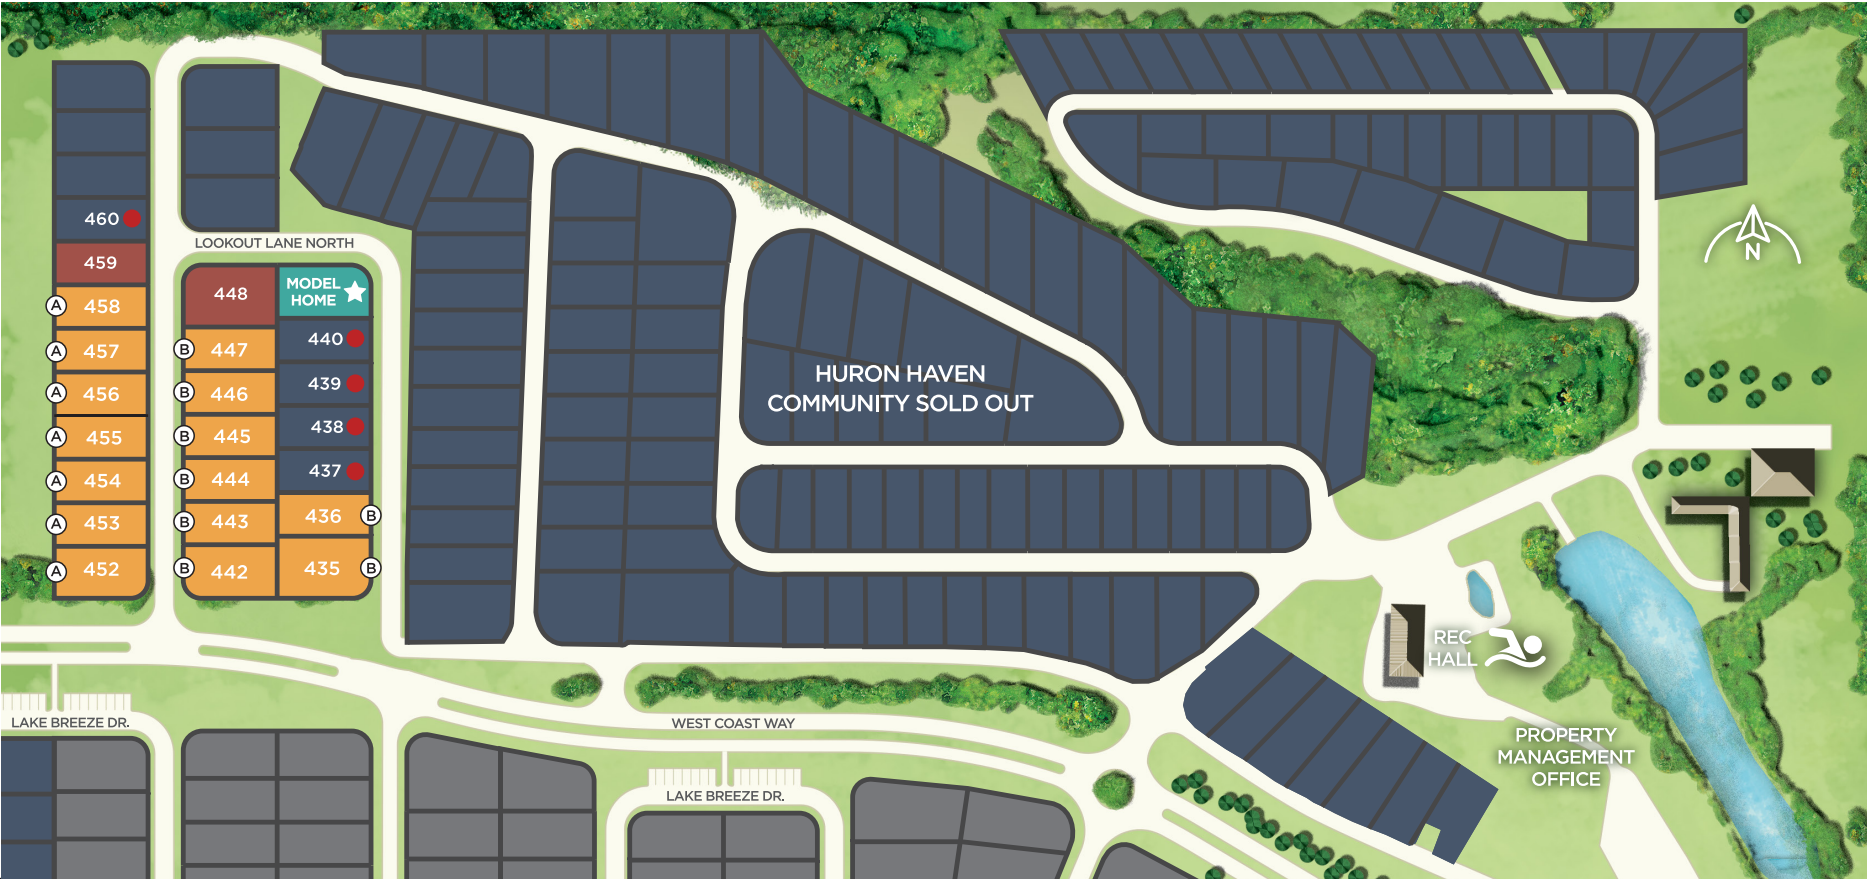 460
459
A 458
A 457
A 456
A 455
A 454
A 453
A 452
LOOKOUT LANE NORTH
448
MODEL
HOME
B 447
440
B 446
439
B 445
438
B 444
437
B 443
436 B
B 442
435 B
HURON HAVEN
COMMUNITY SOLD OUT
N
REC
HALL
PROPERTY
MANAGEMENT
OFFICE
LAKE BREEZE DR.
WEST COAST WAY
LAKE BREEZE DR.